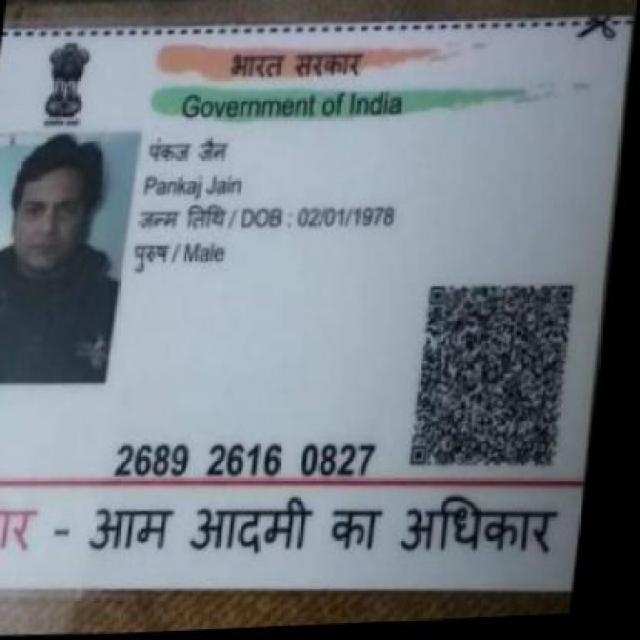 भारत सरकार
Government of India
पंकज जैन
Pankaj Jain
जन्म तिथि / DOB : 02/01/1978
पुरुष / Male
2689 2616 0827
- आम आदमी का अधिकार